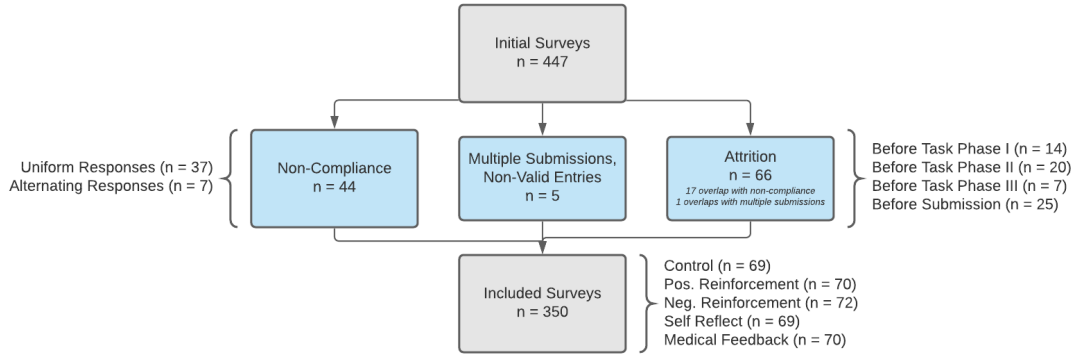 Initial Surveys
n = 447
Uniform Responses (n = 37)
Alternating Responses (n = 7)
Non-Compliance
n = 44
Multiple Submissions,
Non-Valid Entries
n = 5
Attrition
n = 66
17 overlap with non-compliance
1 overlaps with multiple submissions
Before Task Phase I (n = 14)
Before Task Phase II (n = 20)
Before Task Phase III (n = 7)
Before Submission (n = 25)
Included Surveys
n = 350
Control (n = 69)
Pos. Reinforcement (n = 70)
Neg. Reinforcement (n = 72)
Self Reflect (n = 69)
Medical Feedback (n = 70)